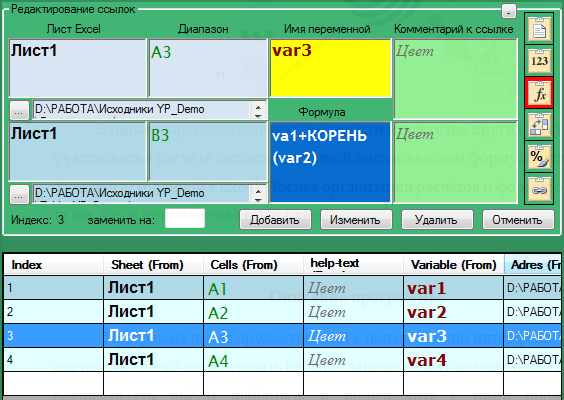 Редактирование ссылок
-
Лист Excel Диапазон Имя переменной Комментарий к ссылке
Лист1 A3 var3 Цвет
... D:\РАБОТА\Исходники YP_Demo
Формула
Лист1 B3 va1+КОРЕНЬ Цвет
(var2)
... D:\РАБОТА\Исходники YP_Demo
123
fx
%
Индекс: 3 заменить на: Добавить Изменить Удалить Отменить
Index Sheet (From) Cells (From) help-text Variable (From) Adres (Fr
1 Лист1 A1 Цвет var1 D:\РАБОТА
2 Лист1 A2 Цвет var2 D:\РАБОТА
3 Лист1 A3 Цвет var3 D:\РАБОТА
4 Лист1 A4 Цвет var4 D:\РАБОТА